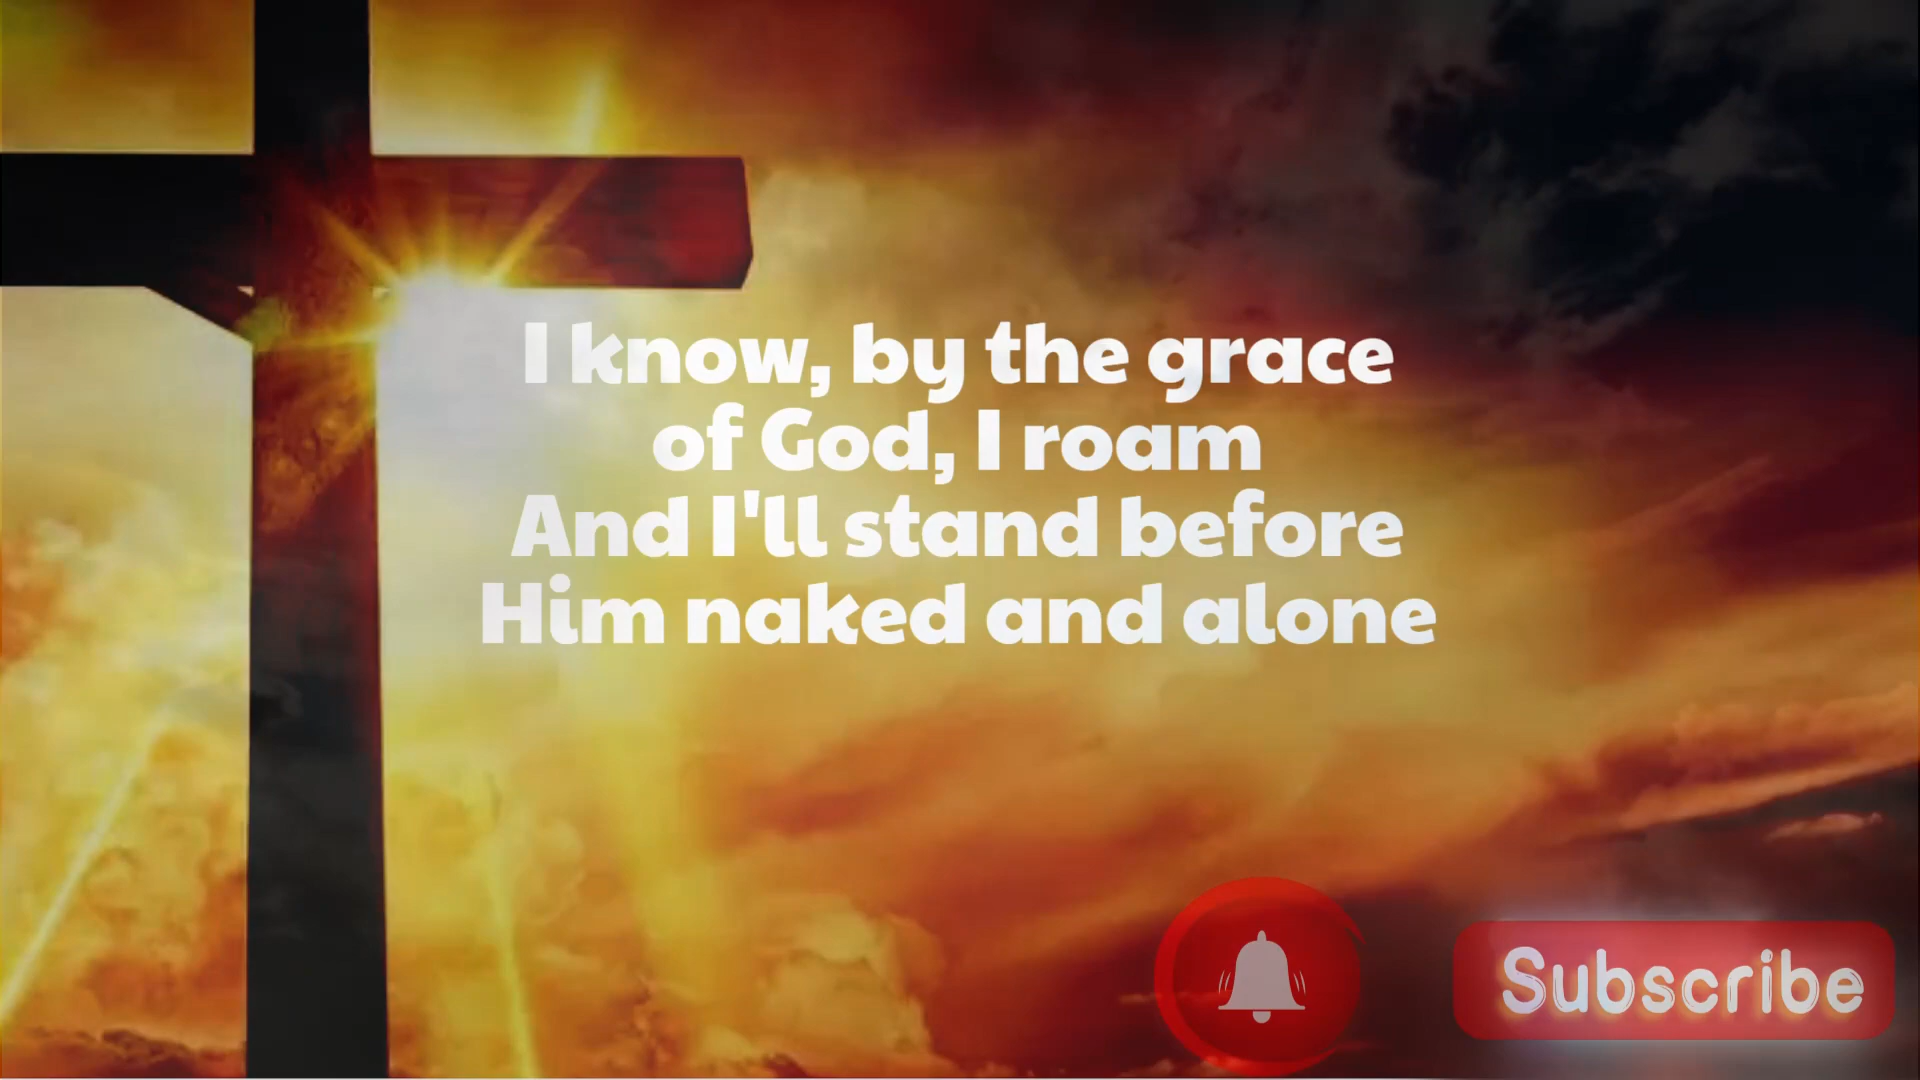 I know, by the grace
of God, I roam
And I'll stand before
Him naked and alone
Subscribe